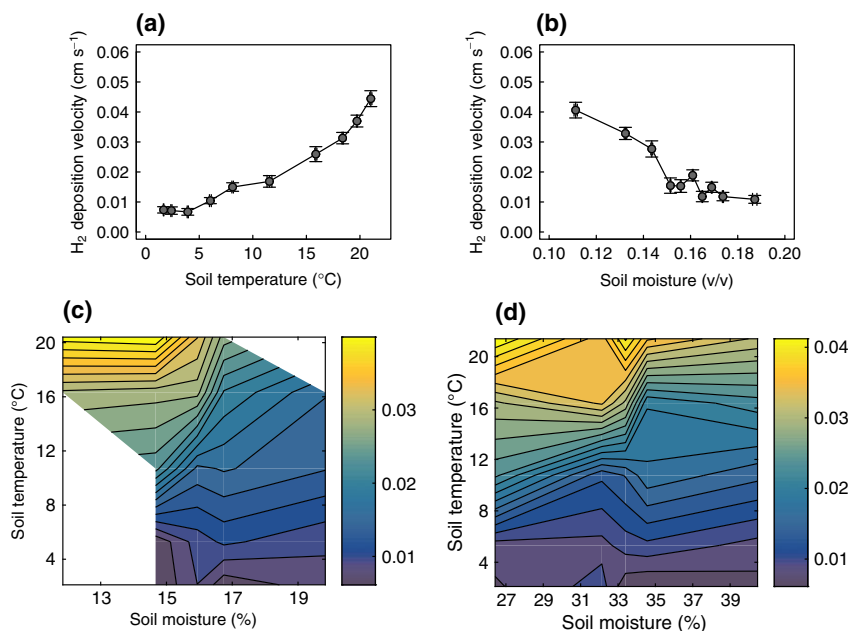 (a)
0.06
0.05
0.04
0.03
0.02
0.01
0.00
H₂ deposition velocity (cm s⁻¹)
0 5 10 15 20
Soil temperature (°C)
(b)
0.06
0.05
0.04
0.03
0.02
0.01
0.00
H₂ deposition velocity (cm s⁻¹)
0.10 0.12 0.14 0.16 0.18 0.20
Soil moisture (v/v)
(c)
20
16
12
8
4
Soil temperature (°C)
13 15 17 19
Soil moisture (%)
0.03
0.02
0.01
(d)
20
16
12
8
4
Soil temperature (°C)
27 29 31 33 35 37 39
Soil moisture (%)
0.04
0.03
0.02
0.01